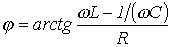 φ = arctg ωL − 1/(ωC) / R